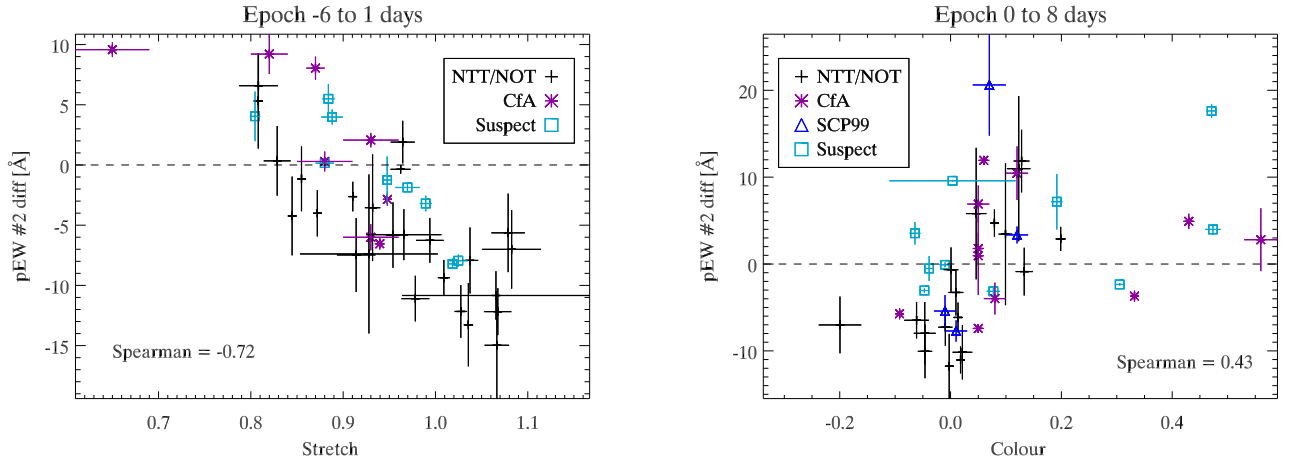 Epoch -6 to 1 days
10
5
0
-5
-10
-15
pEW #2 diff [Å]
NTT/NOT
CfA
Suspect
Spearman = -0.72
0.7 0.8 0.9 1.0 1.1
Stretch
Epoch 0 to 8 days
20
10
0
-10
pEW #2 diff [Å]
NTT/NOT
CfA
SCP99
Suspect
Spearman = 0.43
-0.2 0.0 0.2 0.4
Colour